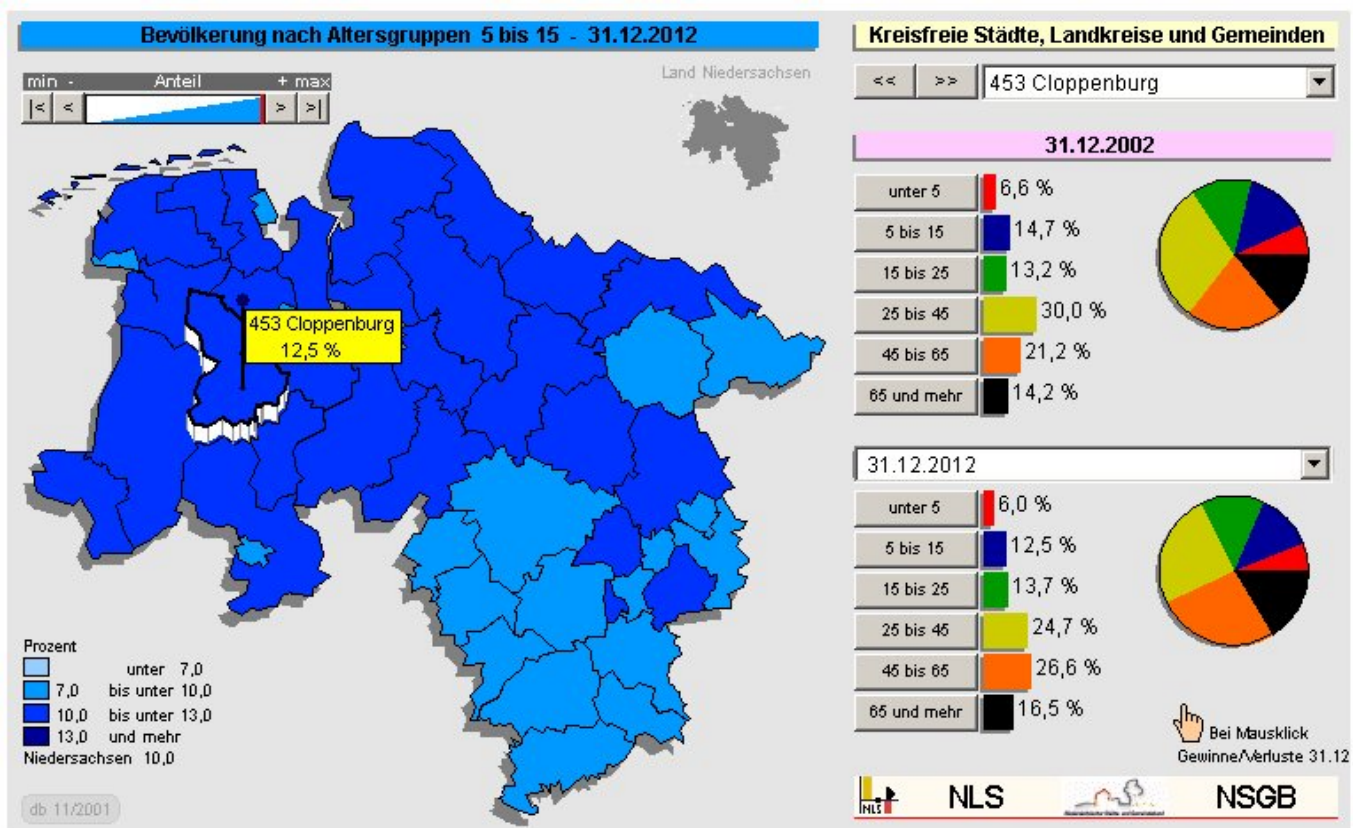 Bevölkerung nach Altersgruppen 5 bis 15 - 31.12.2012
min - Anteil + max
|< < > >|
Land Niedersachsen
453 Cloppenburg
12,5 %
Prozent
unter 7,0
7,0 bis unter 10,0
10,0 bis unter 13,0
13,0 und mehr
Niedersachsen 10,0
db 11/2001
Kreisfreie Städte, Landkreise und Gemeinden
<< >> 453 Cloppenburg
31.12.2002
unter 5 6,6 %
5 bis 15 14,7 %
15 bis 25 13,2 %
25 bis 45 30,0 %
45 bis 65 21,2 %
65 und mehr 14,2 %
31.12.2012
unter 5 6,0 %
5 bis 15 12,5 %
15 bis 25 13,7 %
25 bis 45 24,7 %
45 bis 65 26,6 %
65 und mehr 16,5 %
Bei Mausklick
Gewinne/Verluste 31.12
NLS NLS NSGB